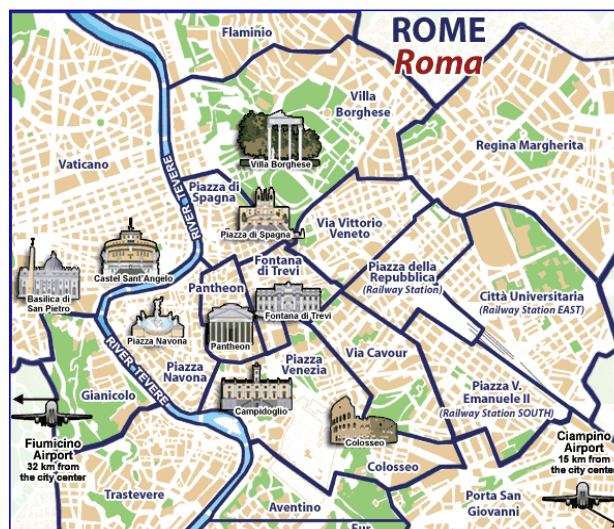 ROME
Roma
Flaminio
Villa
Borghese
Villa Borghese
Regina Margherita
Vaticano
RIVER TEVERE
Piazza di
Spagna
Piazza di Spagna
Via Vittorio
Veneto
Castel Sant'Angelo
Fontana
di Trevi
Piazza della
Repubblica
(Railway Station)
Basilica di
San Pietro
Pantheon
Città Universitaria
(Railway Station EAST)
Piazza Navona
Pantheon
Fontana di Trevi
RIVER TEVERE
Piazza
Navona
Piazza
Venezia
Via Cavour
Gianicolo
Campidoglio
Piazza V.
Emanuele II
(Railway Station SOUTH)
Colosseo
Fiumicino
Airport
32 km from
the city center
Ciampino
Airport
15 km from
the city center
Colosseo
Trastevere
Aventino
Porta San
Giovanni
Eur